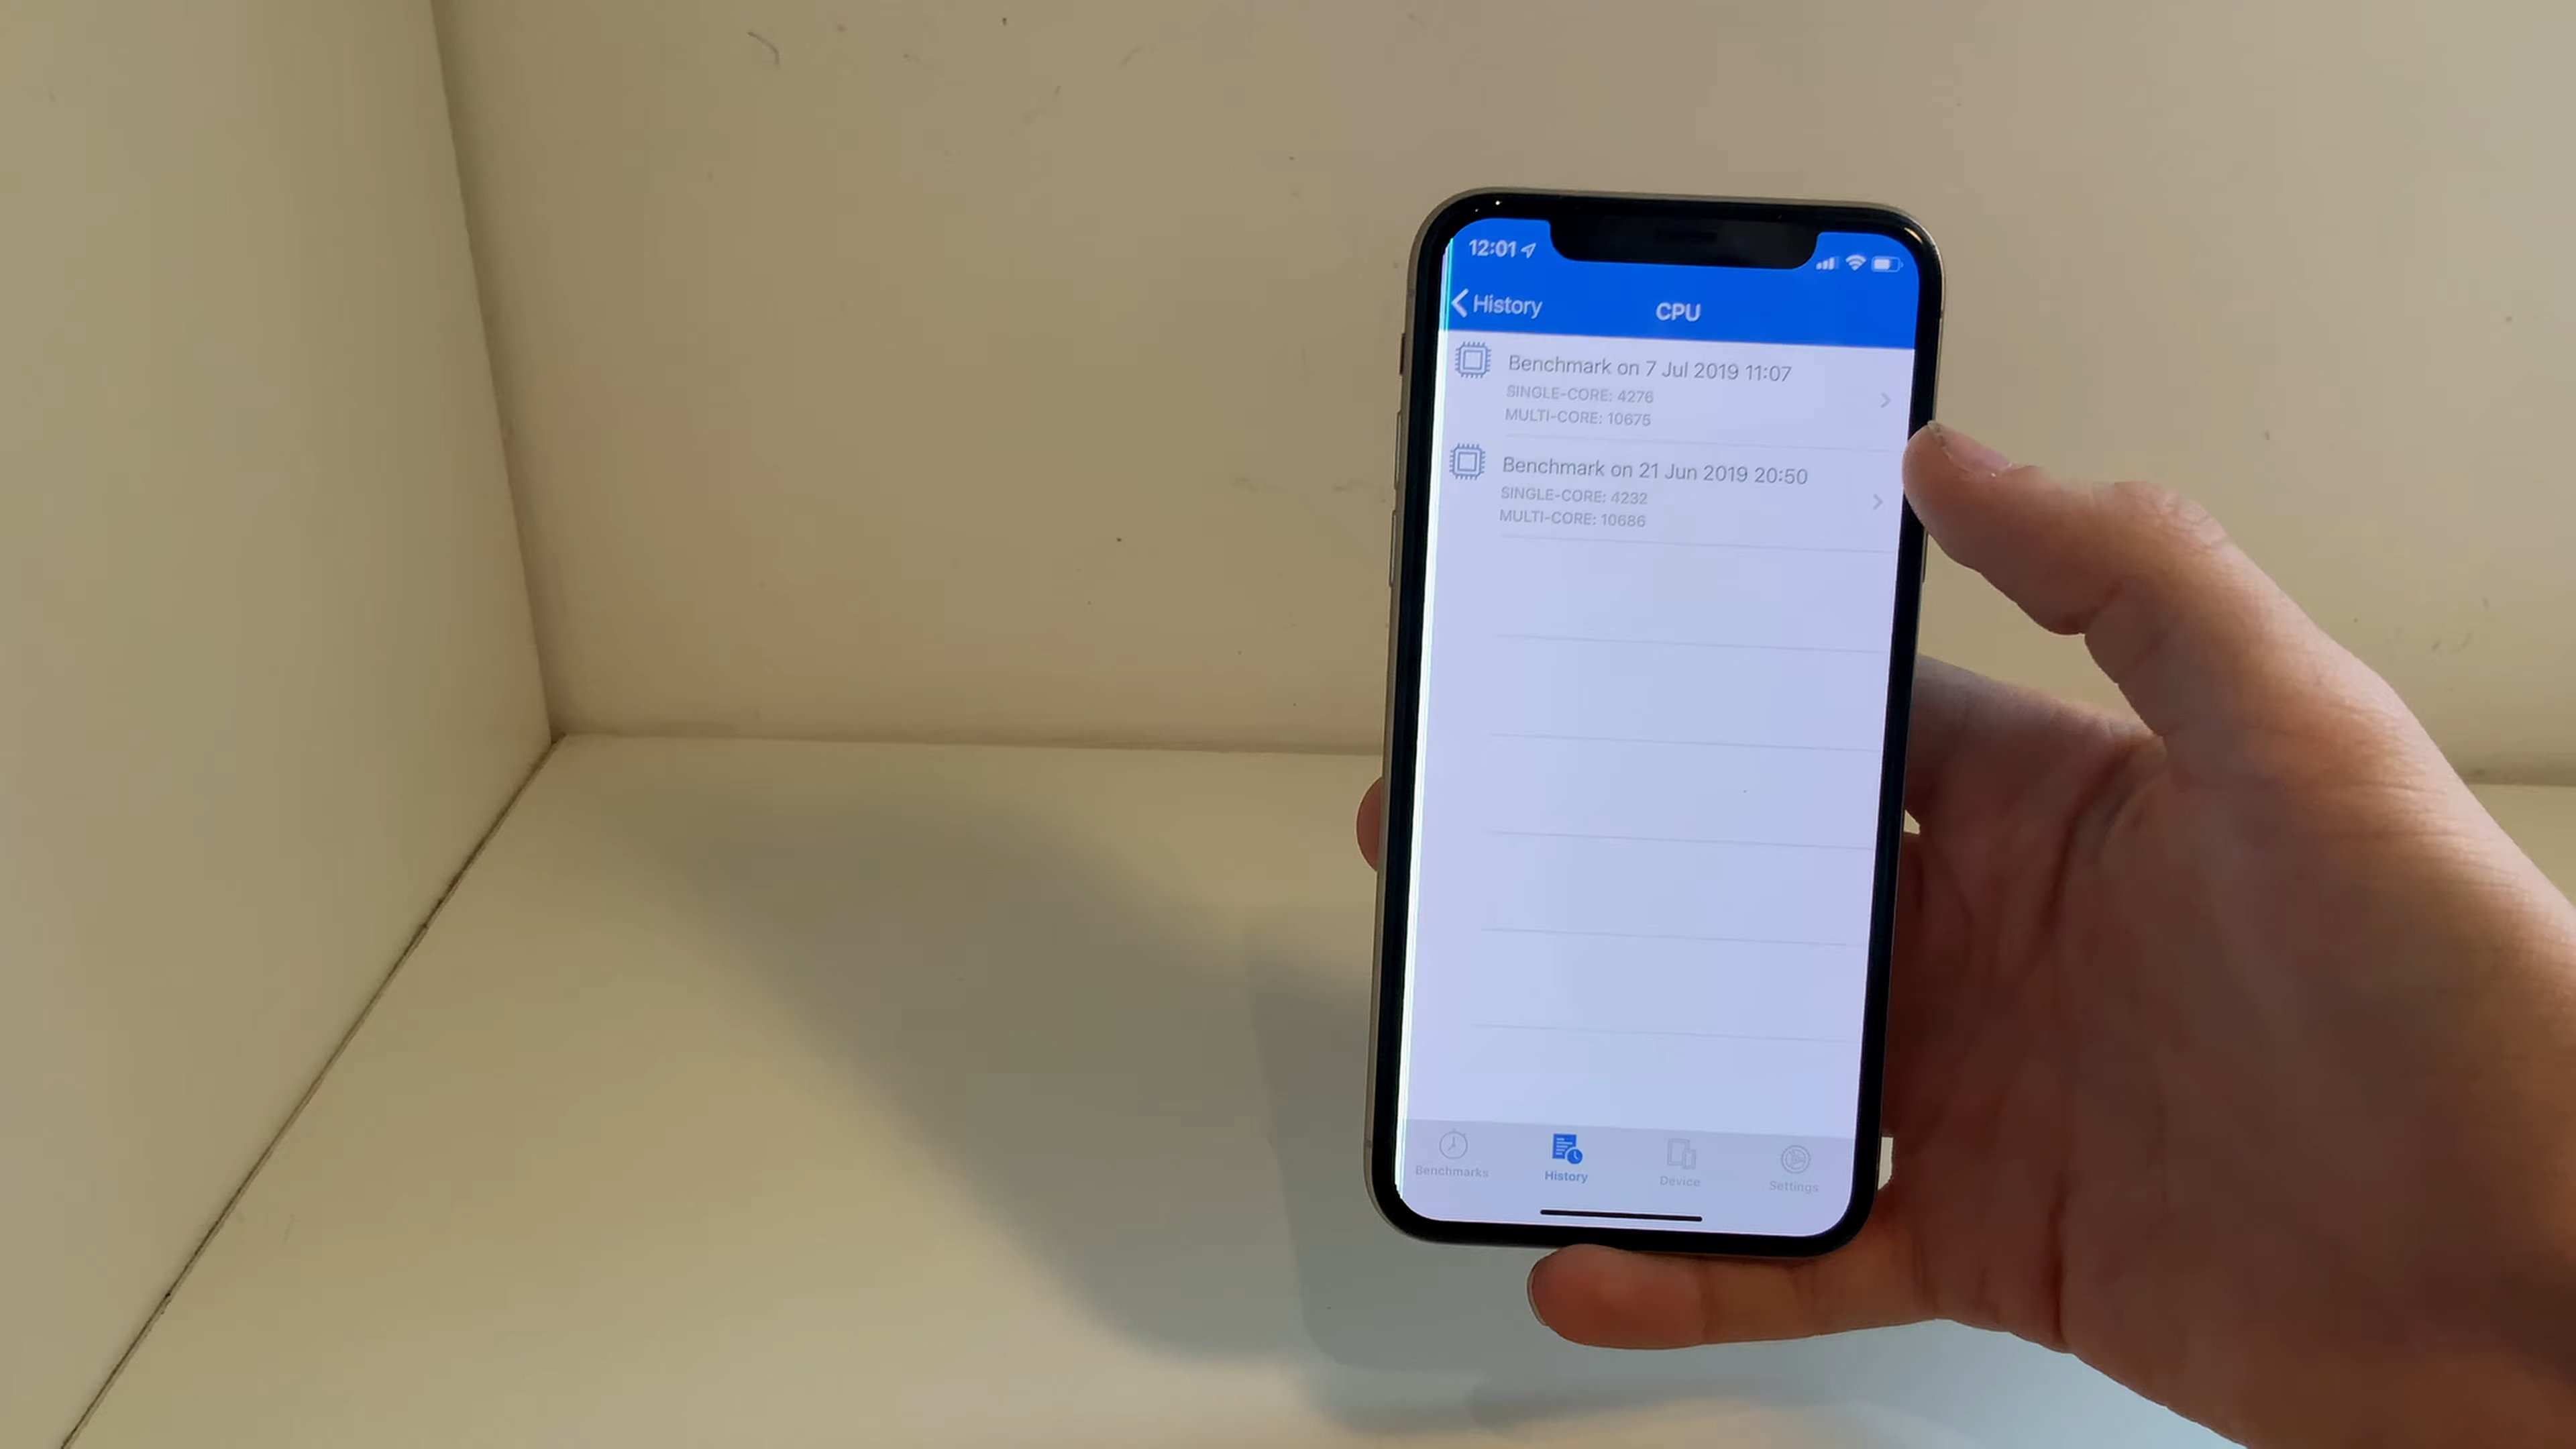 12:01
History
CPU
Benchmark on 7 Jul 2019 11:07
SINGLE-CORE: 4276
MULTI-CORE: 10675
Benchmark on 21 Jun 2019 20:50
SINGLE-CORE: 4232
MULTI-CORE: 10686
Benchmarks
History
Device
Settings